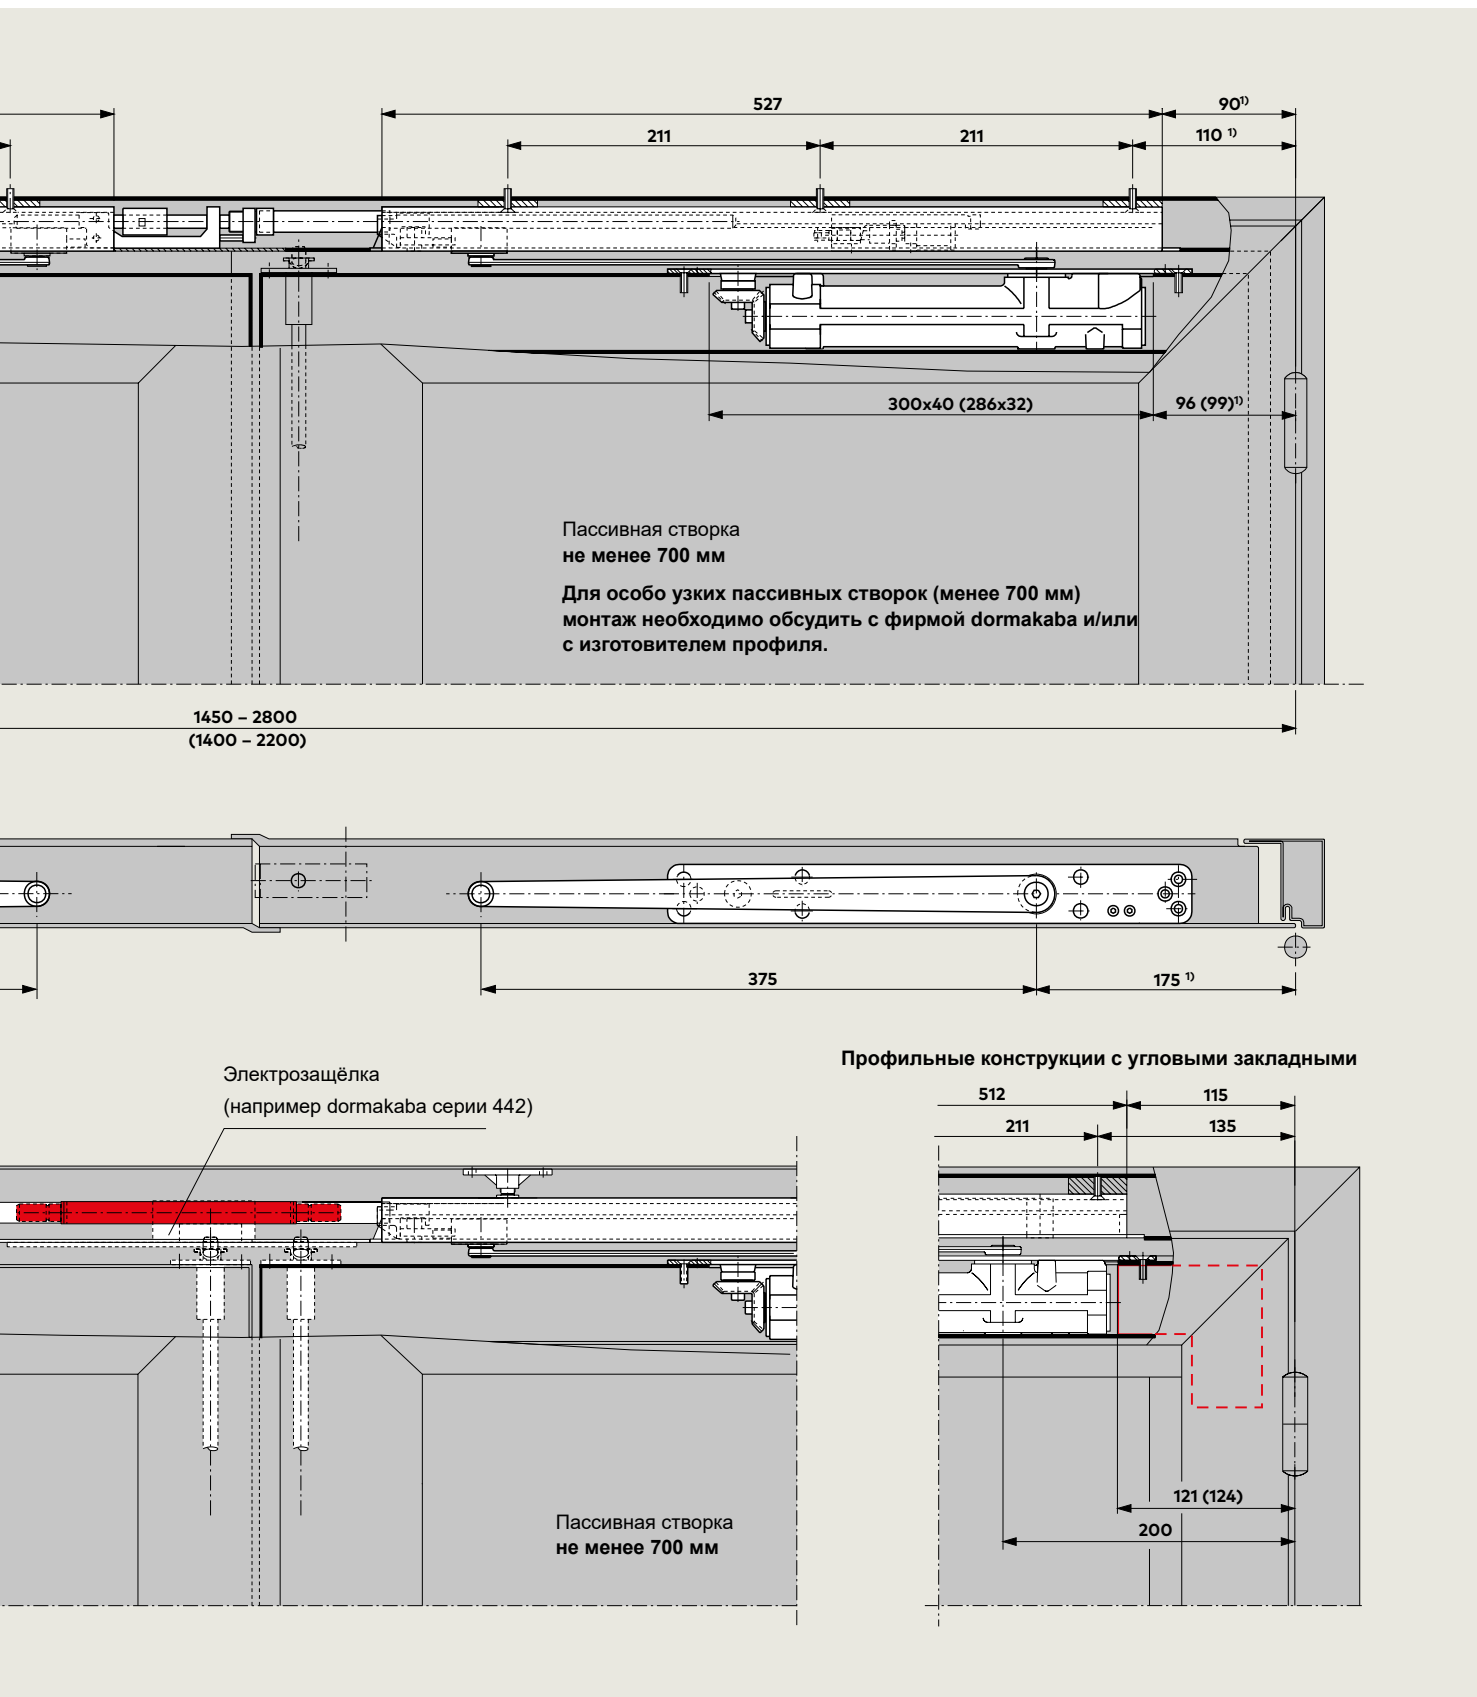 527
90¹⁾
211
211
110 ¹⁾
300x40 (286x32)
96 (99)¹⁾
Пассивная створка
не менее 700 мм
Для особо узких пассивных створок (менее 700 мм)
монтаж необходимо обсудить с фирмой dormakaba и/или
с изготовителем профиля.
1450 – 2800
(1400 – 2200)
375
175 ¹⁾
Профильные конструкции с угловыми закладными
Электрозащёлка
(например dormakaba серии 442)
512
115
211
135
121 (124)
200
Пассивная створка
не менее 700 мм